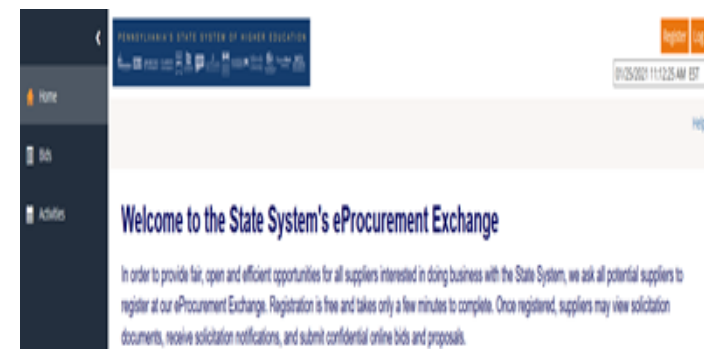 PENNSYLVANIA'S STATE SYSTEM OF HIGHER EDUCATION
Register Log
01/25/2021 11:12:25 AM EST
Home
Help
Bids
Activities
Welcome to the State System's eProcurement Exchange
In order to provide fair, open and efficient opportunities for all suppliers interested in doing business with the State System, we ask all potential suppliers to
register at our eProcurement Exchange. Registration is free and takes only a few minutes to complete. Once registered, suppliers may view solicitation
documents, receive solicitation notifications, and submit confidential online bids and proposals.